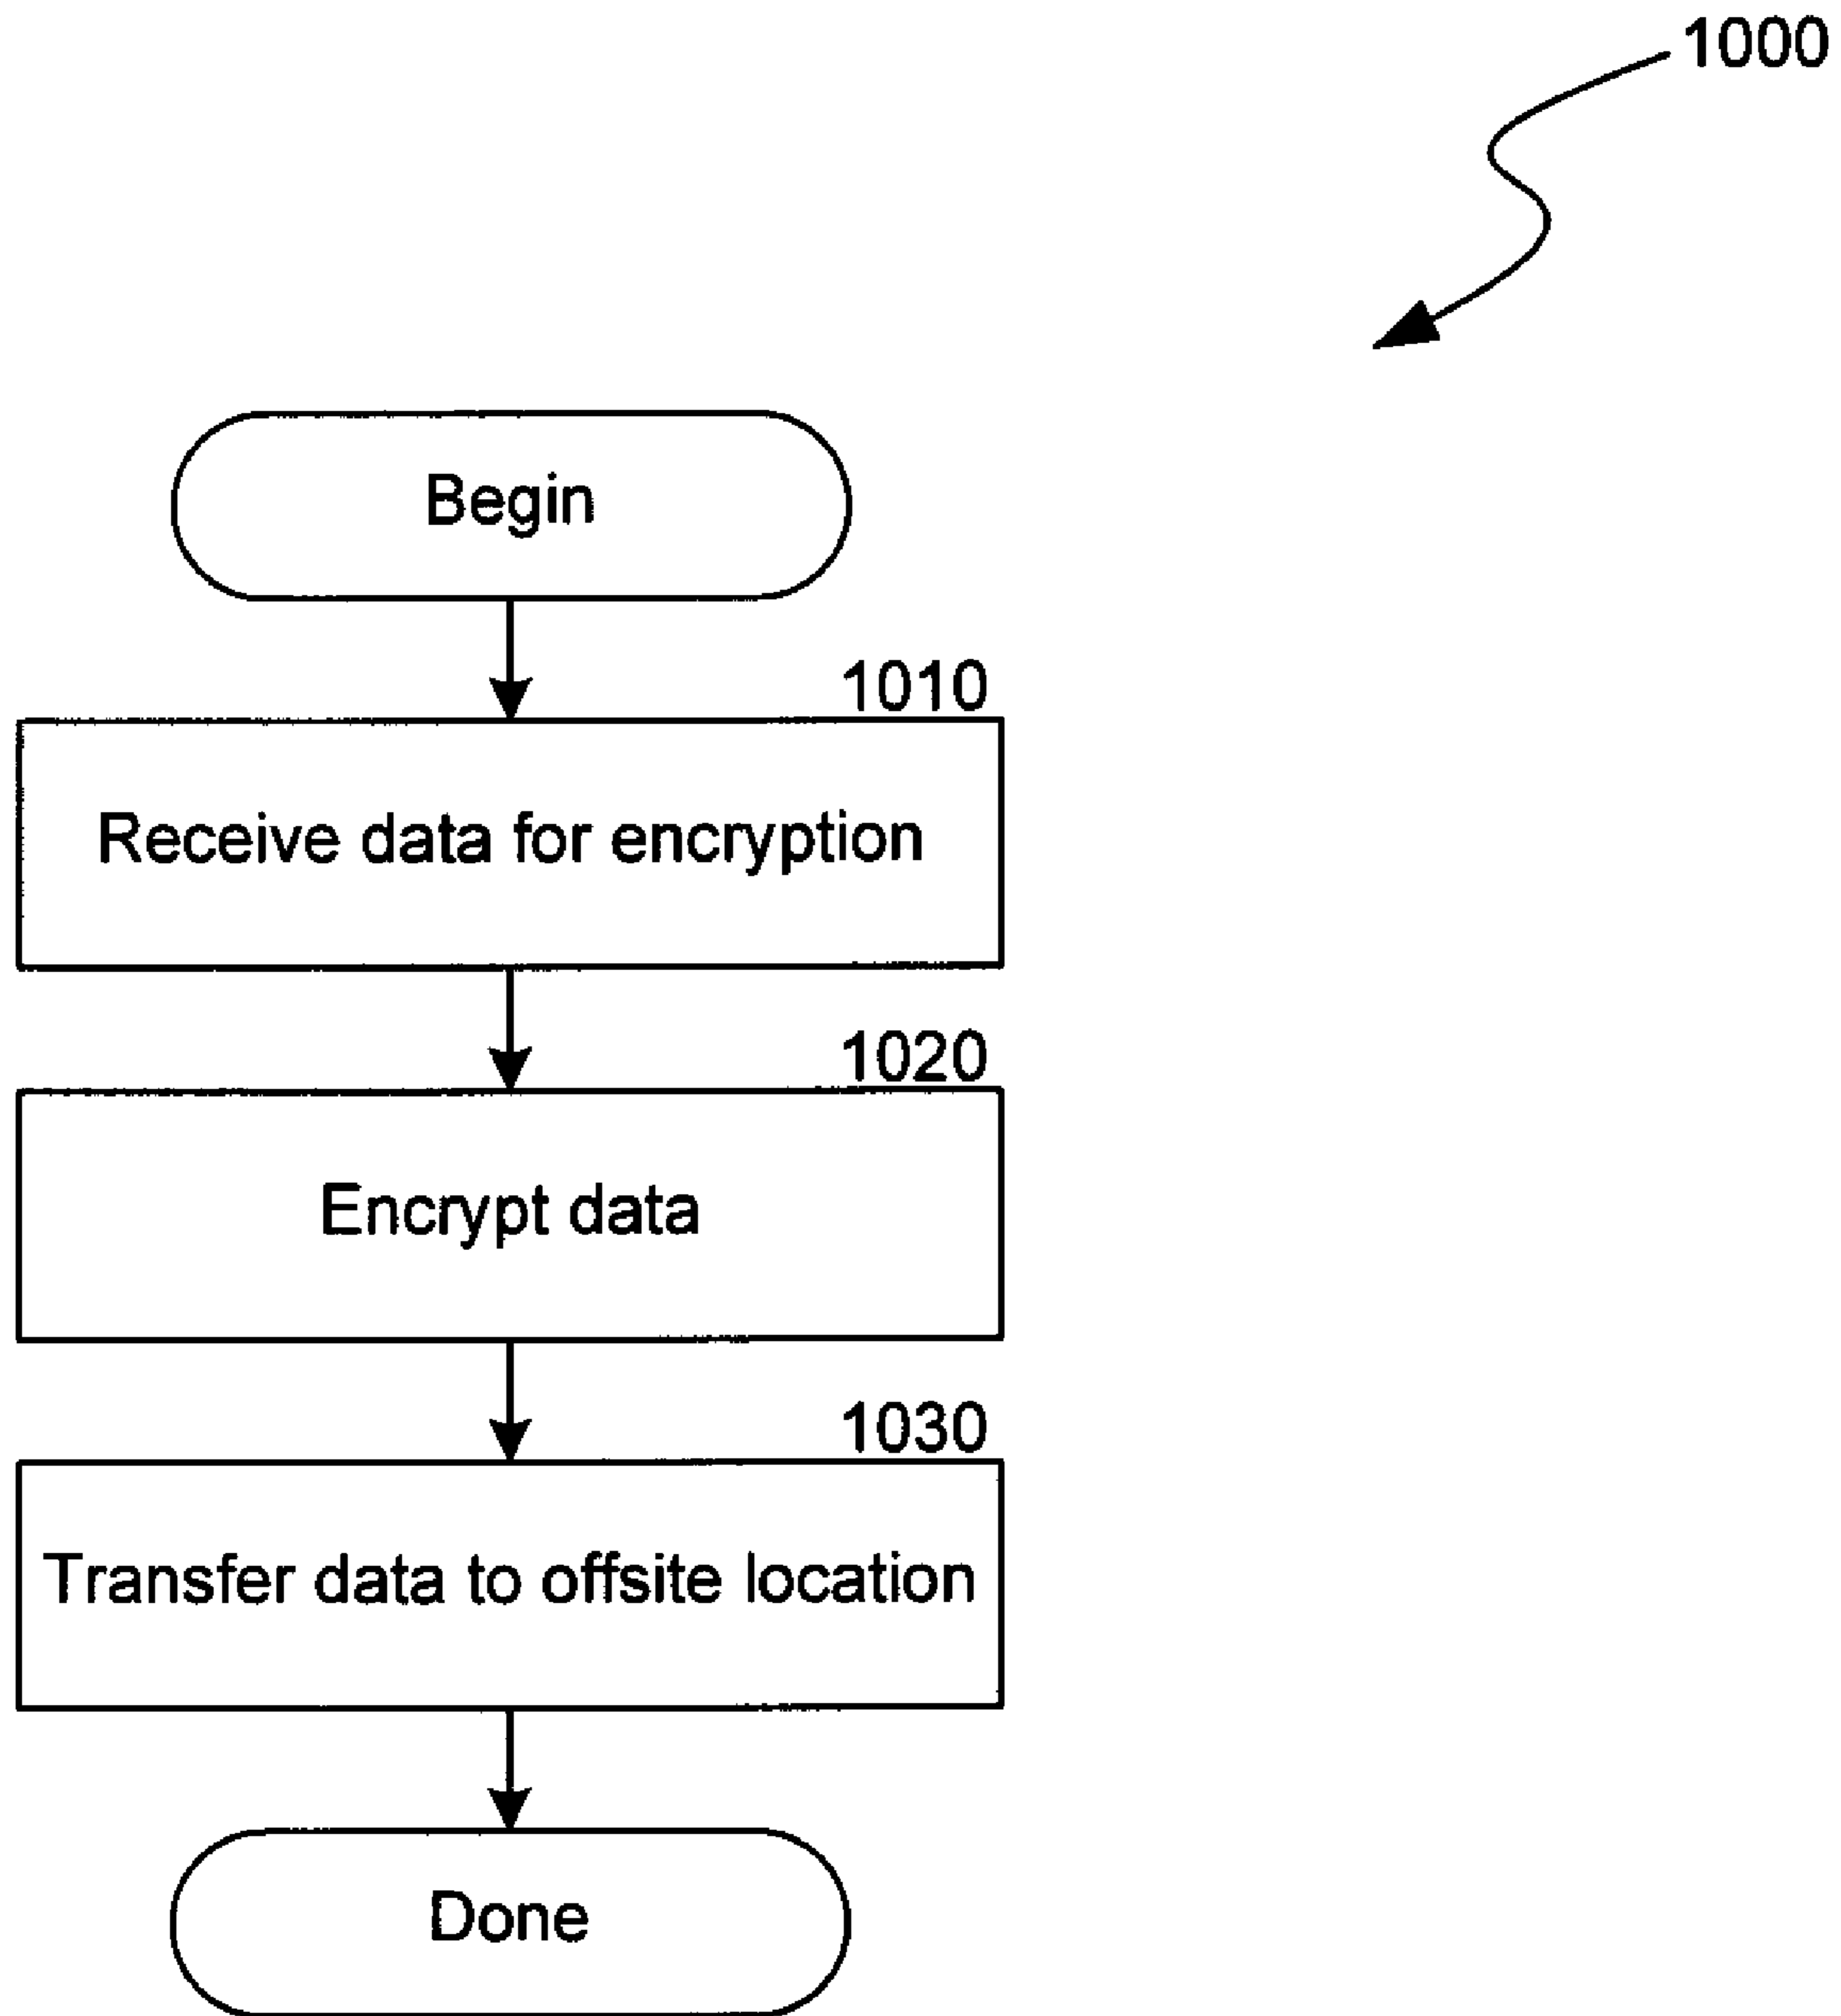 1000
Begin
1010
Receive data for encryption
1020
Encrypt data
1030
Transfer data to offsite location
Done